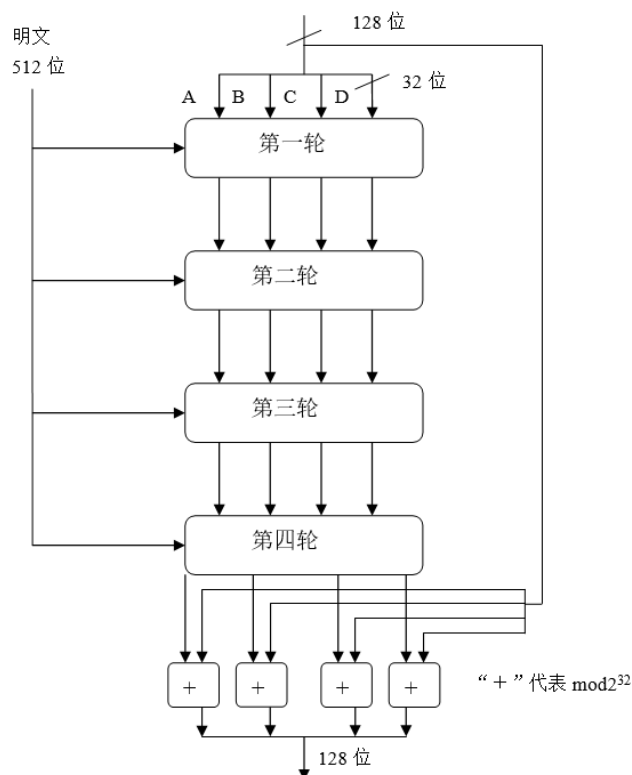 128 位
明文
512 位
A B C D
32 位
第一轮
第二轮
第三轮
第四轮
+ + + +
“+”代表 mod2³²
128 位